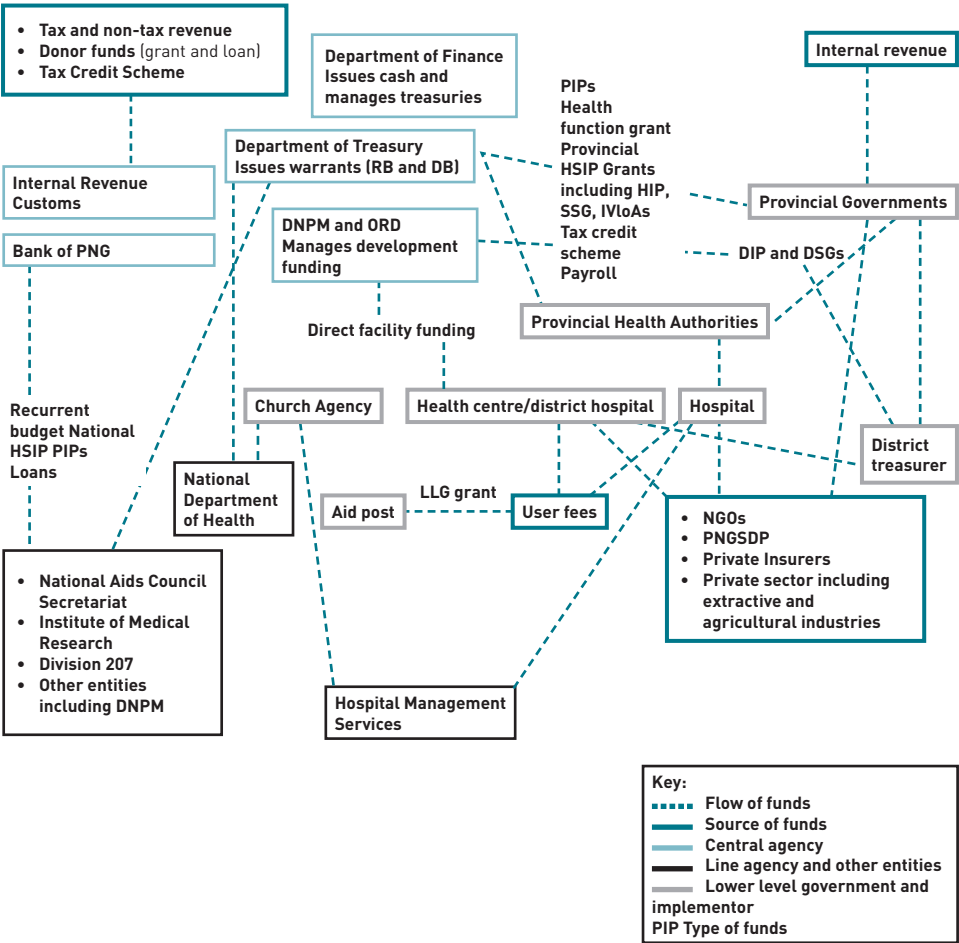 • Tax and non-tax revenue
• Donor funds (grant and loan)
• Tax Credit Scheme
Department of Finance
Issues cash and
manages treasuries
Internal revenue
PIPs
Health
function grant
Provincial
HSIP Grants
including HIP,
SSG, IVloAs
Tax credit
scheme
Payroll
Department of Treasury
Issues warrants (RB and DB)
Internal Revenue
Customs
Provincial Governments
Bank of PNG
DNPM and ORD
Manages development
funding
DIP and DSGs
Direct facility funding
Provincial Health Authorities
Recurrent
budget National
HSIP PIPs
Loans
Church Agency
Health centre/district hospital
Hospital
District
treasurer
National
Department
of Health
Aid post
LLG grant
User fees
• NGOs
• PNGSDP
• Private Insurers
• Private sector including
extractive and
agricultural industries
• National Aids Council
Secretariat
• Institute of Medical
Research
• Division 207
• Other entities
including DNPM
Hospital Management
Services
Key:
Flow of funds
Source of funds
Central agency
Line agency and other entities
Lower level government and
implementor
PIP Type of funds